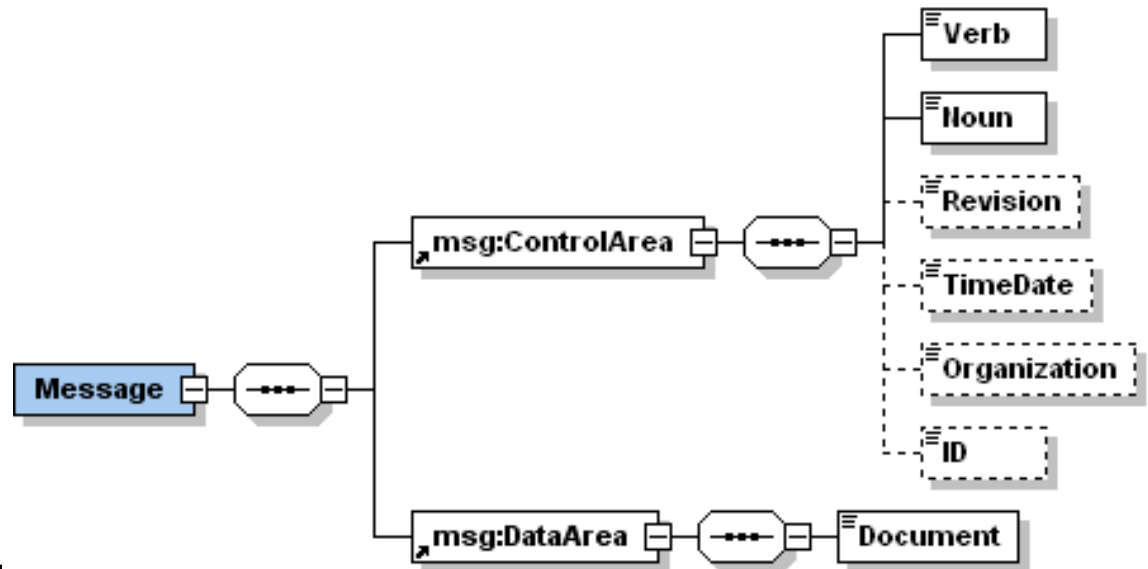 Verb
Noun
Revision
msg:ControlArea
TimeDate
Organization
Message
ID
msg:DataArea
Document